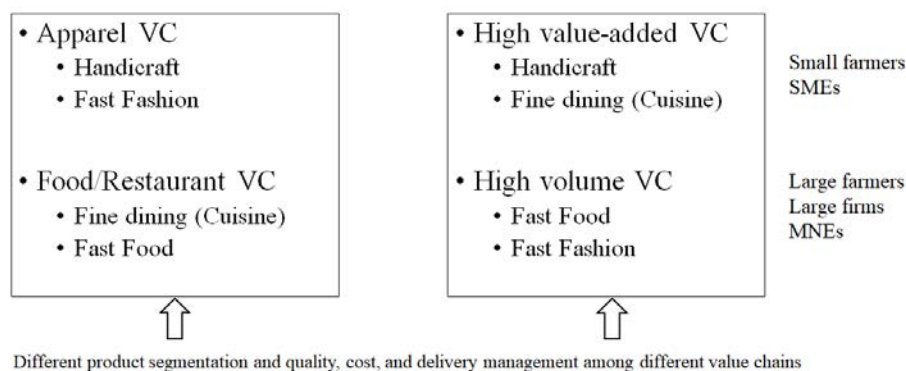 • Apparel VC
• Handicraft
• Fast Fashion
• Food/Restaurant VC
• Fine dining (Cuisine)
• Fast Food
• High value-added VC
• Handicraft
• Fine dining (Cuisine)
• High volume VC
• Fast Food
• Fast Fashion
Small farmers
SMEs
Large farmers
Large firms
MNEs
Different product segmentation and quality, cost, and delivery management among different value chains